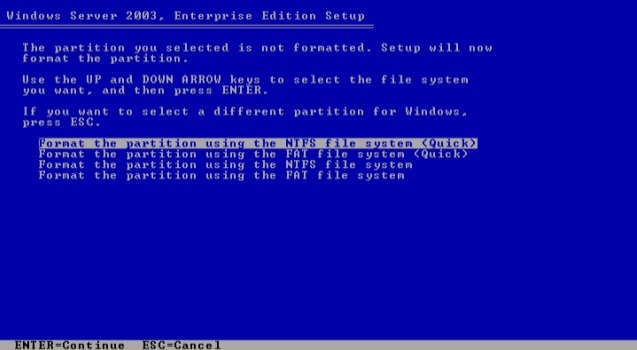 Windows Server 2003, Enterprise Edition Setup
The partition you selected is not formatted. Setup will now
format the partition.
Use the UP and DOWN ARROW keys to select the file system
you want, and then press ENTER.
If you want to select a different partition for Windows,
press ESC.
Format the partition using the NTFS file system (Quick)
Format the partition using the FAT file system (Quick)
Format the partition using the NTFS file system
Format the partition using the FAT file system
ENTER=Continue ESC=Cancel